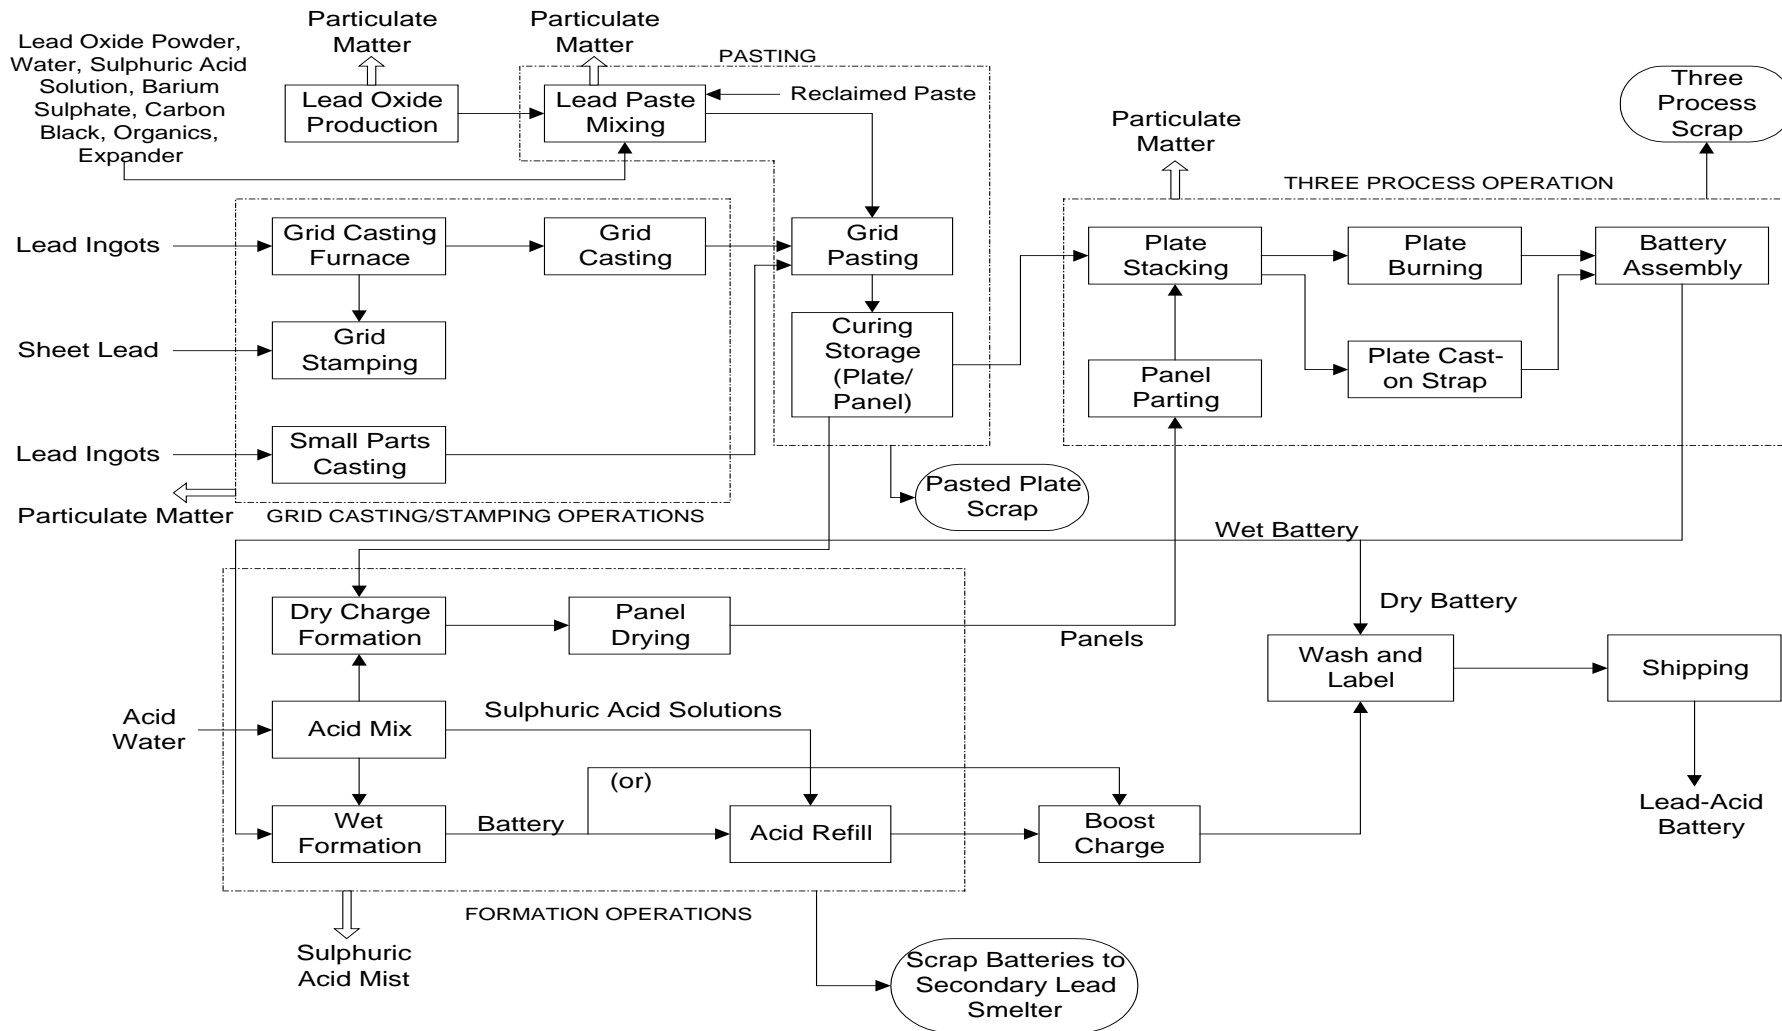 Lead Oxide Powder,
Water, Sulphuric Acid
Solution, Barium
Sulphate, Carbon
Black, Organics,
Expander
Particulate
Matter
Particulate
Matter
PASTING
Lead Oxide
Production
Lead Paste
Mixing
Reclaimed Paste
Particulate
Matter
Three
Process
Scrap
THREE PROCESS OPERATION
Lead Ingots
Grid Casting
Furnace
Grid
Casting
Grid
Pasting
Plate
Stacking
Plate
Burning
Battery
Assembly
Sheet Lead
Grid
Stamping
Curing
Storage
(Plate/
Panel)
Panel
Parting
Plate Cast-
on Strap
Lead Ingots
Small Parts
Casting
Particulate Matter
GRID CASTING/STAMPING OPERATIONS
Pasted Plate
Scrap
Wet Battery
Dry Charge
Formation
Panel
Drying
Panels
Dry Battery
Wash and
Label
Shipping
Acid
Water
Acid Mix
Sulphuric Acid Solutions
(or)
Wet
Formation
Battery
Acid Refill
Boost
Charge
Lead-Acid
Battery
FORMATION OPERATIONS
Sulphuric
Acid Mist
Scrap Batteries to
Secondary Lead
Smelter